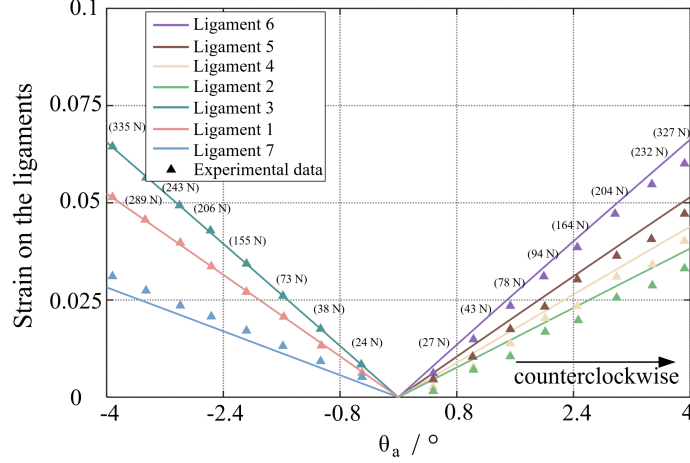 0.1
0.075
0.05
0.025
0
Strain on the ligaments
Ligament 6
Ligament 5
Ligament 4
Ligament 2
Ligament 3
Ligament 1
Ligament 7
Experimental data
(335 N)
(289 N)
(243 N)
(206 N)
(155 N)
(73 N)
(38 N)
(24 N)
(27 N)
(43 N)
(78 N)
(94 N)
(164 N)
(204 N)
(232 N)
(327 N)
counterclockwise
-4 -2.4 -0.8 0.8 2.4 4
θa / °